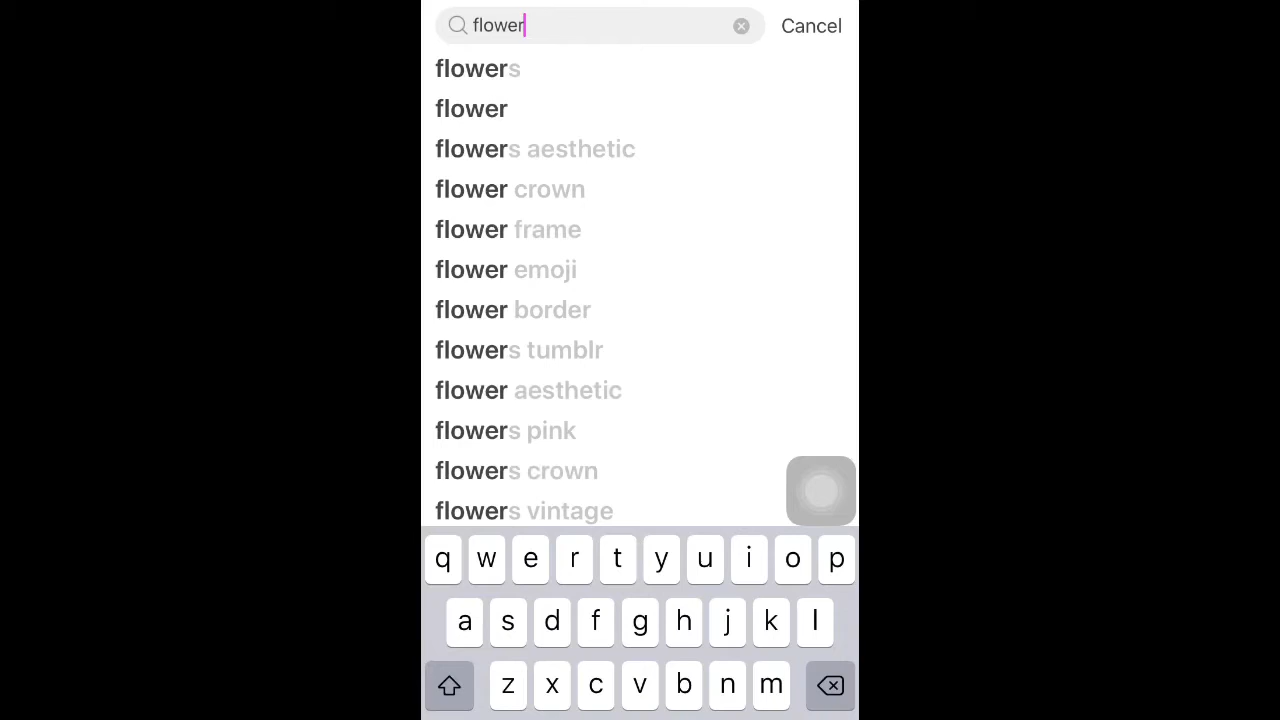 flower Cancel
flowers
flower
flowers aesthetic
flower crown
flower frame
flower emoji
flower border
flowers tumblr
flower aesthetic
flowers pink
flowers crown
flowers vintage
q w e r t y u i o p
a s d f g h j k l
z x c v b n m